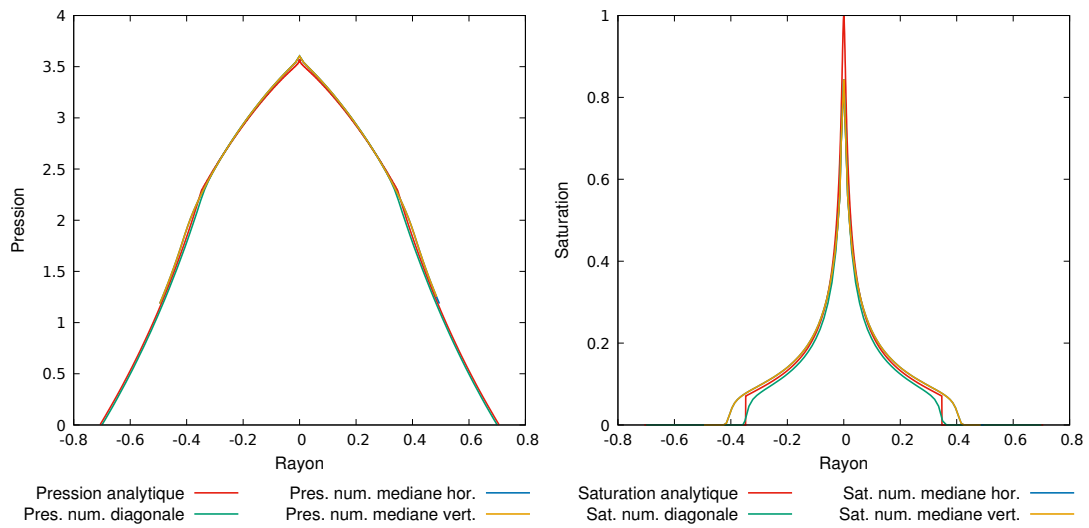 4
3.5
3
2.5
2
1.5
1
0.5
0
Pression
-0.8 -0.6 -0.4 -0.2 0 0.2 0.4 0.6 0.8
Rayon
Pression analytique
Pres. num. diagonale
Pres. num. mediane hor.
Pres. num. mediane vert.
1
0.8
0.6
0.4
0.2
0
Saturation
-0.8 -0.6 -0.4 -0.2 0 0.2 0.4 0.6 0.8
Rayon
Saturation analytique
Sat. num. diagonale
Sat. num. mediane hor.
Sat. num. mediane vert.